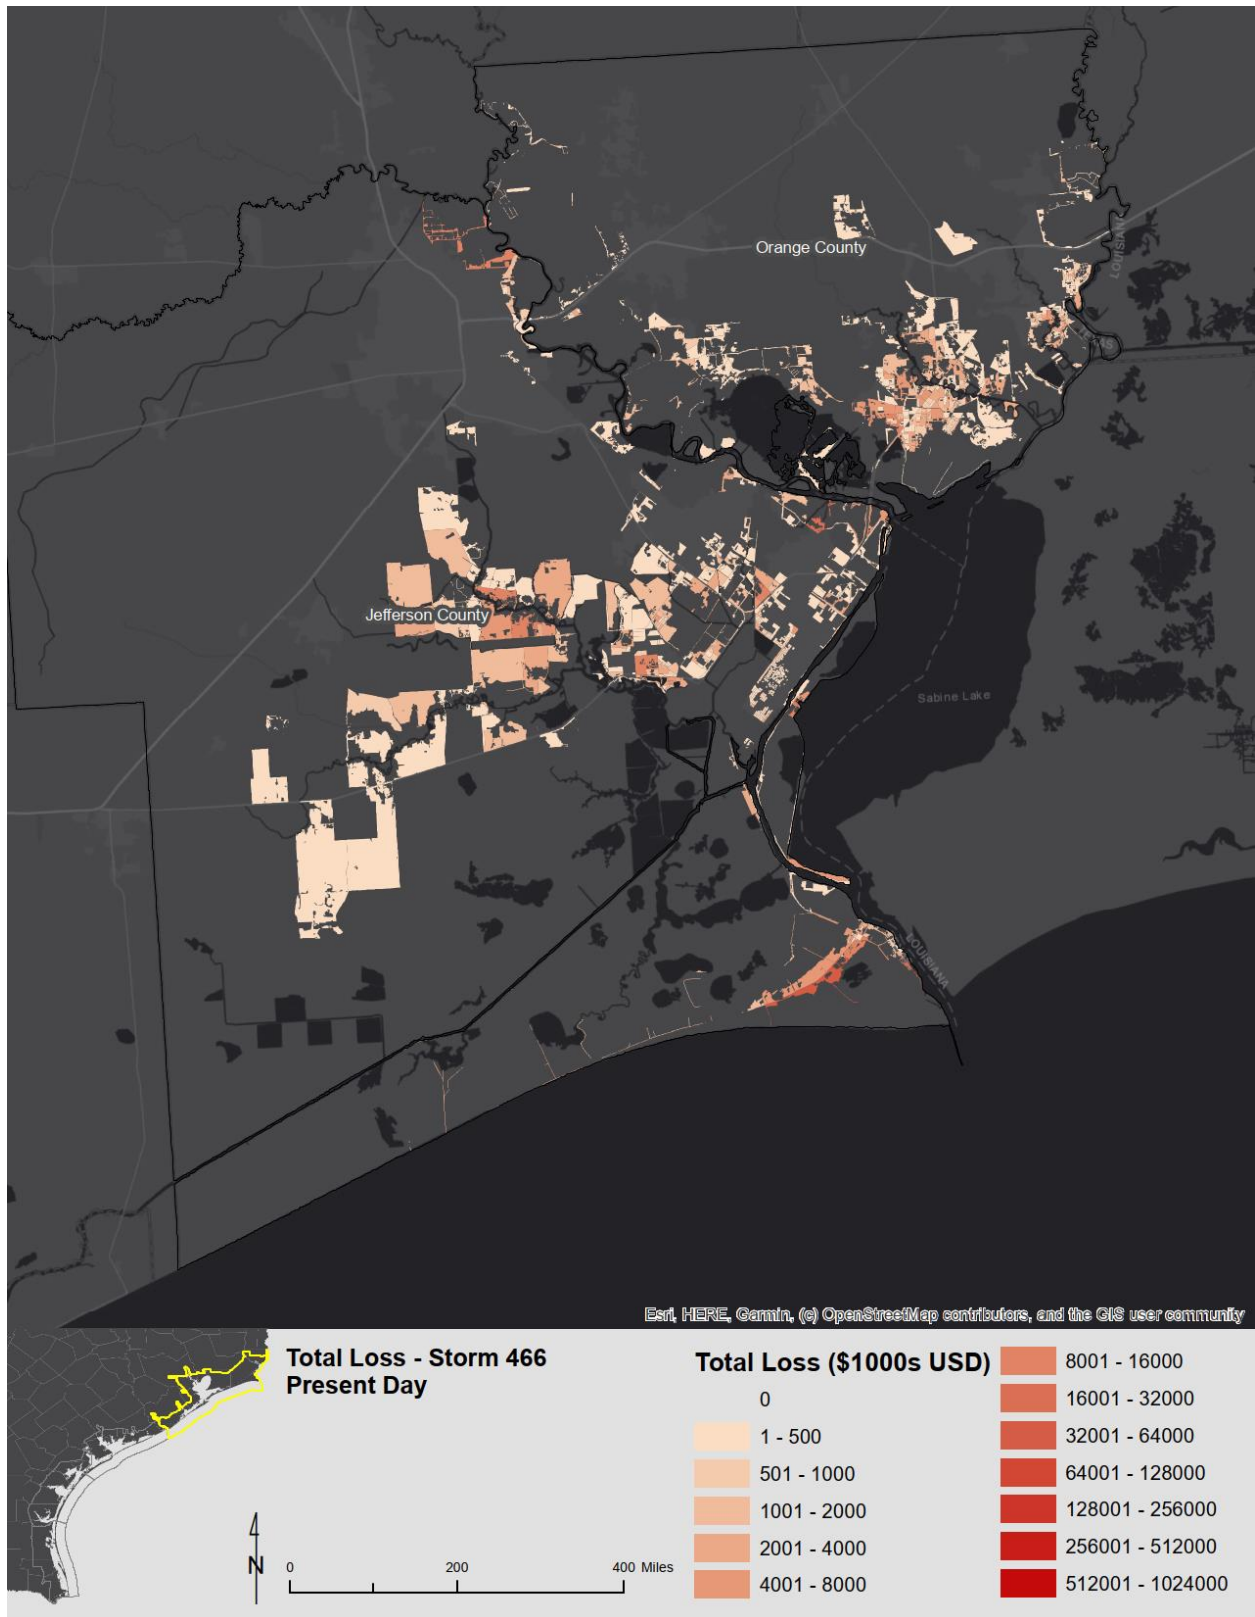 Orange County
LOUISIAN
TEXAS
Jefferson County
Sabine Lake
LOUISIANA
Esri, HERE, Garmin, (c) OpenStreetMap contributors, and the GIS user community
Total Loss - Storm 466
Present Day
N
0 200 400 Miles
Total Loss ($1000s USD)
0
1 - 500
501 - 1000
1001 - 2000
2001 - 4000
4001 - 8000
8001 - 16000
16001 - 32000
32001 - 64000
64001 - 128000
128001 - 256000
256001 - 512000
512001 - 1024000